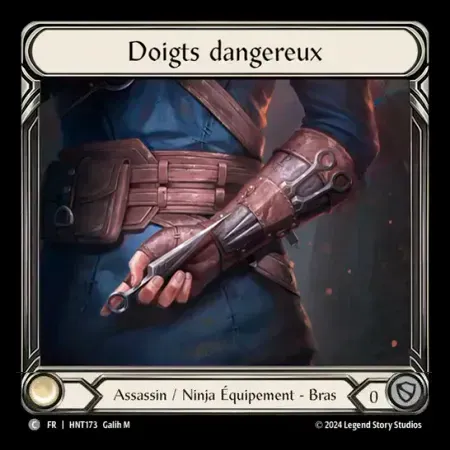 Doigts dangereux
Assassin / Ninja Équipement - Bras
0
C FR | HNT173 Galih M
© 2024 Legend Story Studios